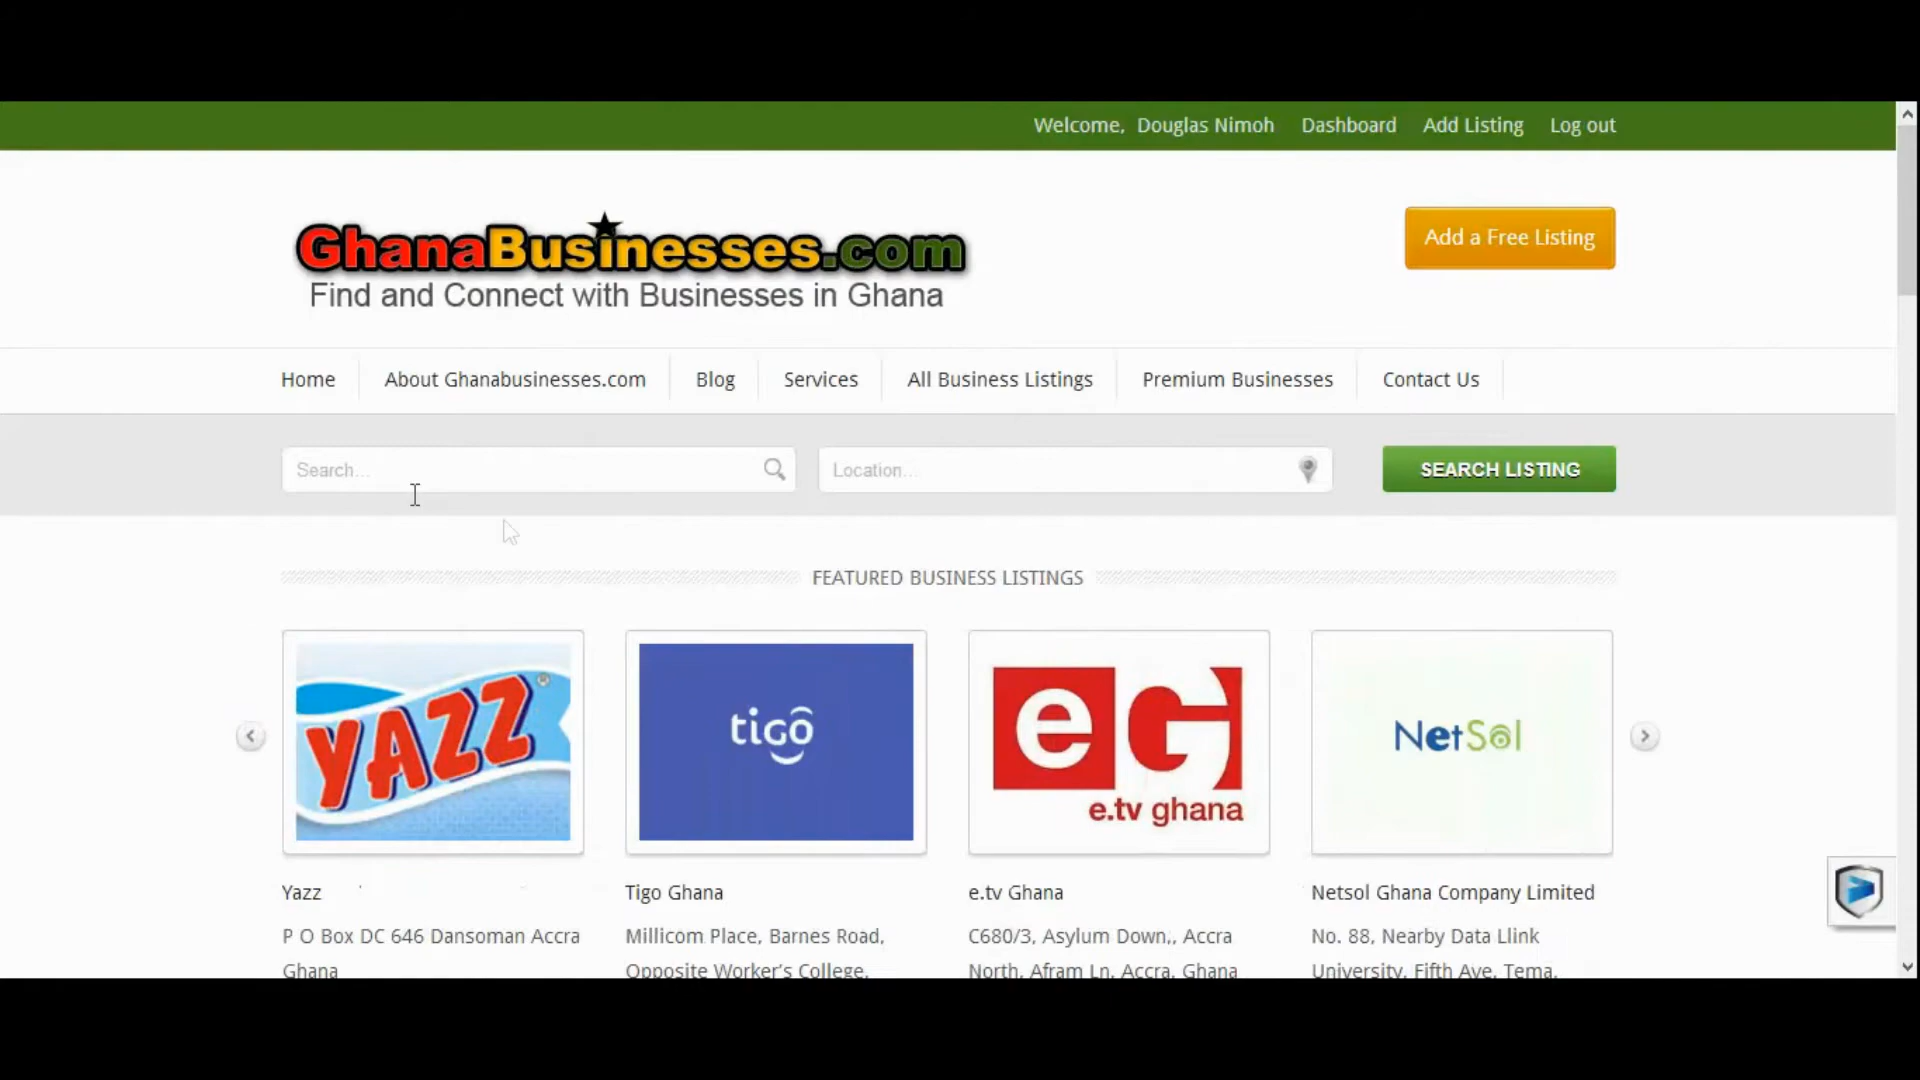 Welcome, Douglas Nimoh Dashboard Add Listing Log out
GhanaBusinesses.com
Find and Connect with Businesses in Ghana
Add a Free Listing
Home About Ghanabusinesses.com Blog Services All Business Listings Premium Businesses Contact Us
Search... Location... SEARCH LISTING
FEATURED BUSINESS LISTINGS
YAZZ®
tigo
eG
e.tv ghana
NetSol
Yazz
P O Box DC 646 Dansoman Accra
Ghana
Tigo Ghana
Millicom Place, Barnes Road,
Opposite Worker's College,
e.tv Ghana
C680/3, Asylum Down,, Accra
North, Afram Ln, Accra, Ghana
Netsol Ghana Company Limited
No. 88, Nearby Data Llink
University, Fifth Ave, Tema,